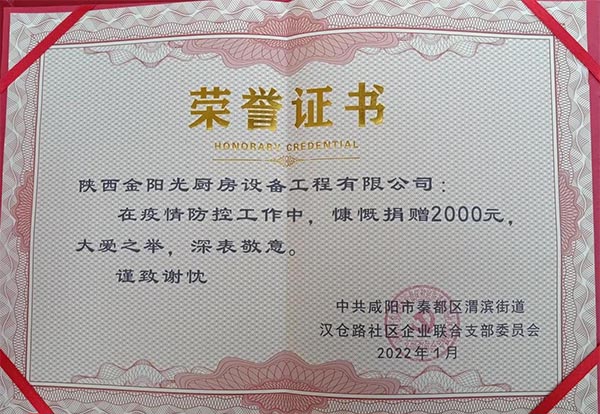 荣誉证书
HONORARY CREDENTIAL
陕西金阳光厨房设备工程有限公司：
在疫情防控工作中，慷慨捐赠2000元，
大爱之举，深表敬意。
谨致谢忱
中共咸阳市秦都区渭滨街道
汉仓路社区企业联合支部委员会
2022年1月